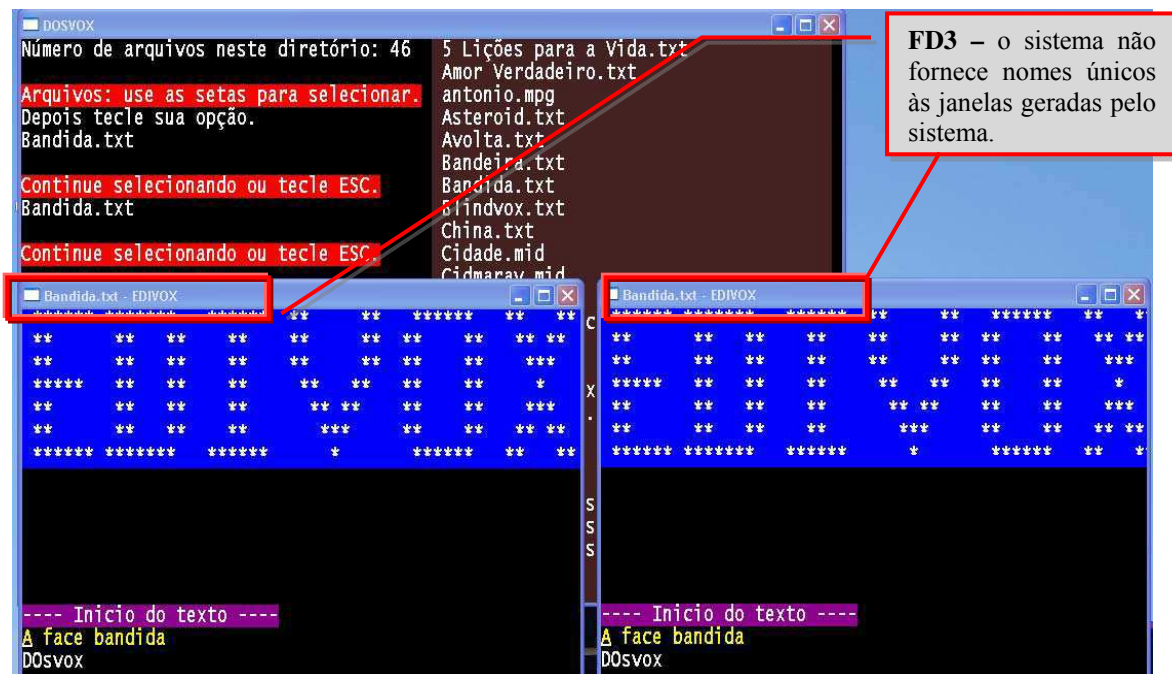 DOSVOX
Número de arquivos neste diretório: 46
Arquivos: use as setas para selecionar.
Depois tecle sua opção.
Bandida.txt
Continue selecionando ou tecle ESC.
Bandida.txt
Continue selecionando ou tecle ESC.
5 Lições para a Vida.txt
Amor Verdadeiro.txt
antonio.mpg
Asteroid.txt
Avolta.txt
Bandeira.txt
Bandida.txt
Blindvox.txt
China.txt
Cidade.mid
Cidmarav.mid
FD3 – o sistema não
fornece nomes únicos
às janelas geradas pelo
sistema.
Bandida.txt - EDIVOX
EDIVOX
---- Inicio do texto ----
A face bandida
DOsvox
C
X
.
S
S
S
Bandida.txt - EDIVOX
EDIVOX
---- Inicio do texto ----
A face bandida
DOsvox